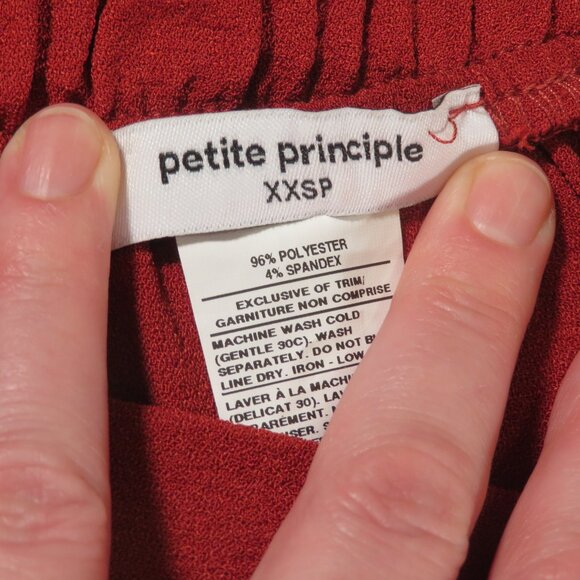 petite principle
XXSP
96% POLYESTER
4% SPANDEX
EXCLUSIVE OF TRIM/
GARNITURE NON COMPRISE
MACHINE WASH COLD
(GENTLE 30C). WASH
SEPARATELY. DO NOT
LINE DRY. IRON - LOW
LAVER À LA
(DELICAT 30).